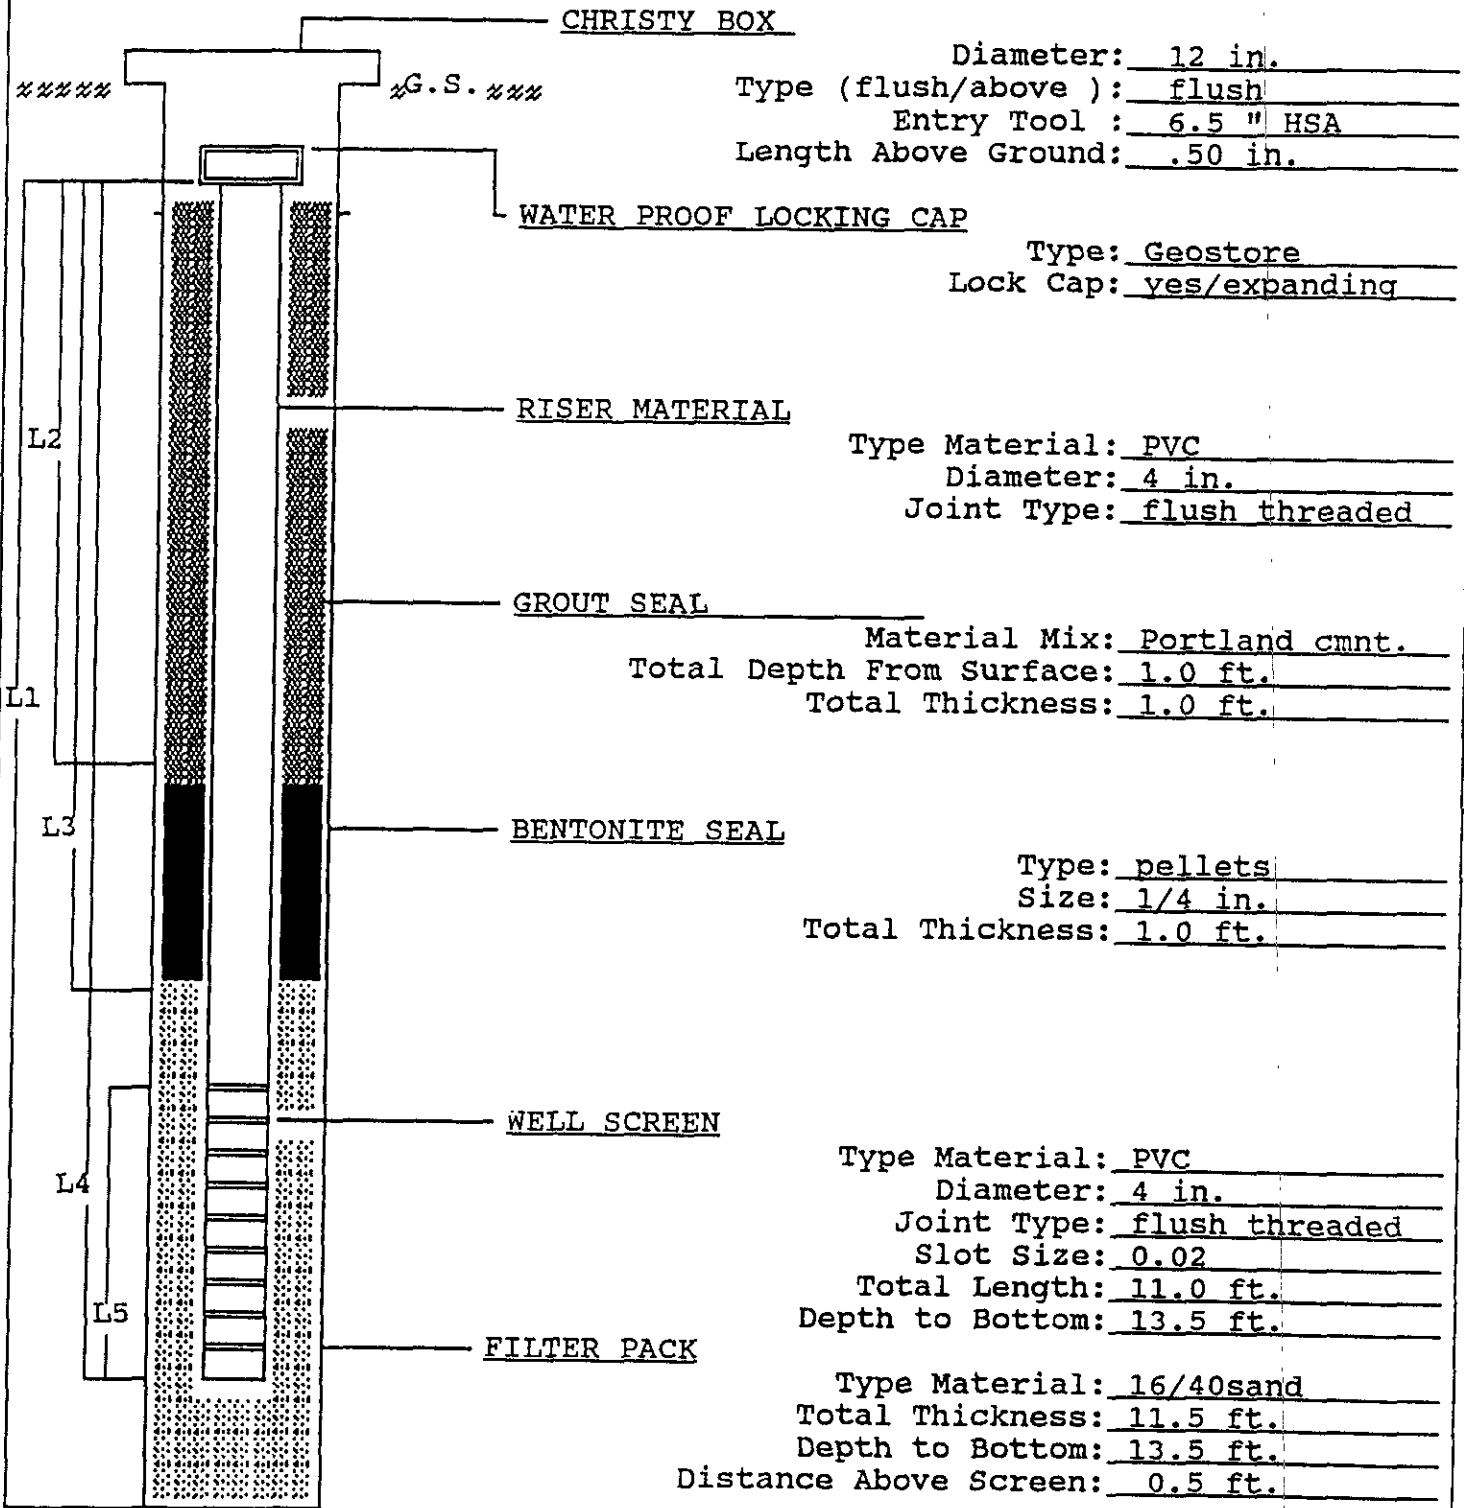 CHRISTY BOX
Diameter: 12 in.
G.S.
Type (flush/above ): flush
Entry Tool : 6.5 " HSA
Length Above Ground: .50 in.
WATER PROOF LOCKING CAP
Type: Geostore
Lock Cap: yes/expanding
RISER MATERIAL
L2
Type Material: PVC
Diameter: 4 in.
Joint Type: flush threaded
GROUT SEAL
Material Mix: Portland cmnt.
Total Depth From Surface: 1.0 ft.
L1
Total Thickness: 1.0 ft.
L3
BENTONITE SEAL
Type: pellets
Size: 1/4 in.
Total Thickness: 1.0 ft.
WELL SCREEN
Type Material: PVC
L4
Diameter: 4 in.
Joint Type: flush threaded
Slot Size: 0.02
Total Length: 11.0 ft.
L5
Depth to Bottom: 13.5 ft.
FILTER PACK
Type Material: 16/40sand
Total Thickness: 11.5 ft.
Depth to Bottom: 13.5 ft.
Distance Above Screen: 0.5 ft.